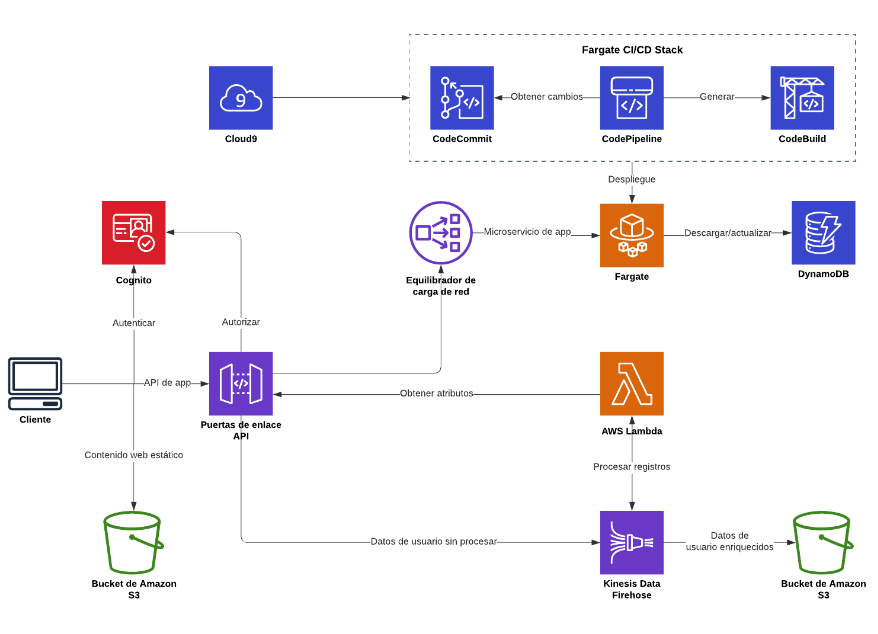 Fargate CI/CD Stack
9
Cloud9
Obtener cambios
Generar
CodeCommit
CodePipeline
CodeBuild
Despliegue
Microservicio de app
Descargar/actualizar
Cognito
Equilibrador de
carga de red
Fargate
DynamoDB
Autenticar
Autorizar
API de app
Obtener atributos
Cliente
Puertas de enlace
API
AWS Lambda
Contenido web estático
Procesar registros
Datos de usuario sin procesar
Datos de
usuario enriquecidos
Bucket de Amazon
S3
Kinesis Data
Firehose
Bucket de Amazon
S3